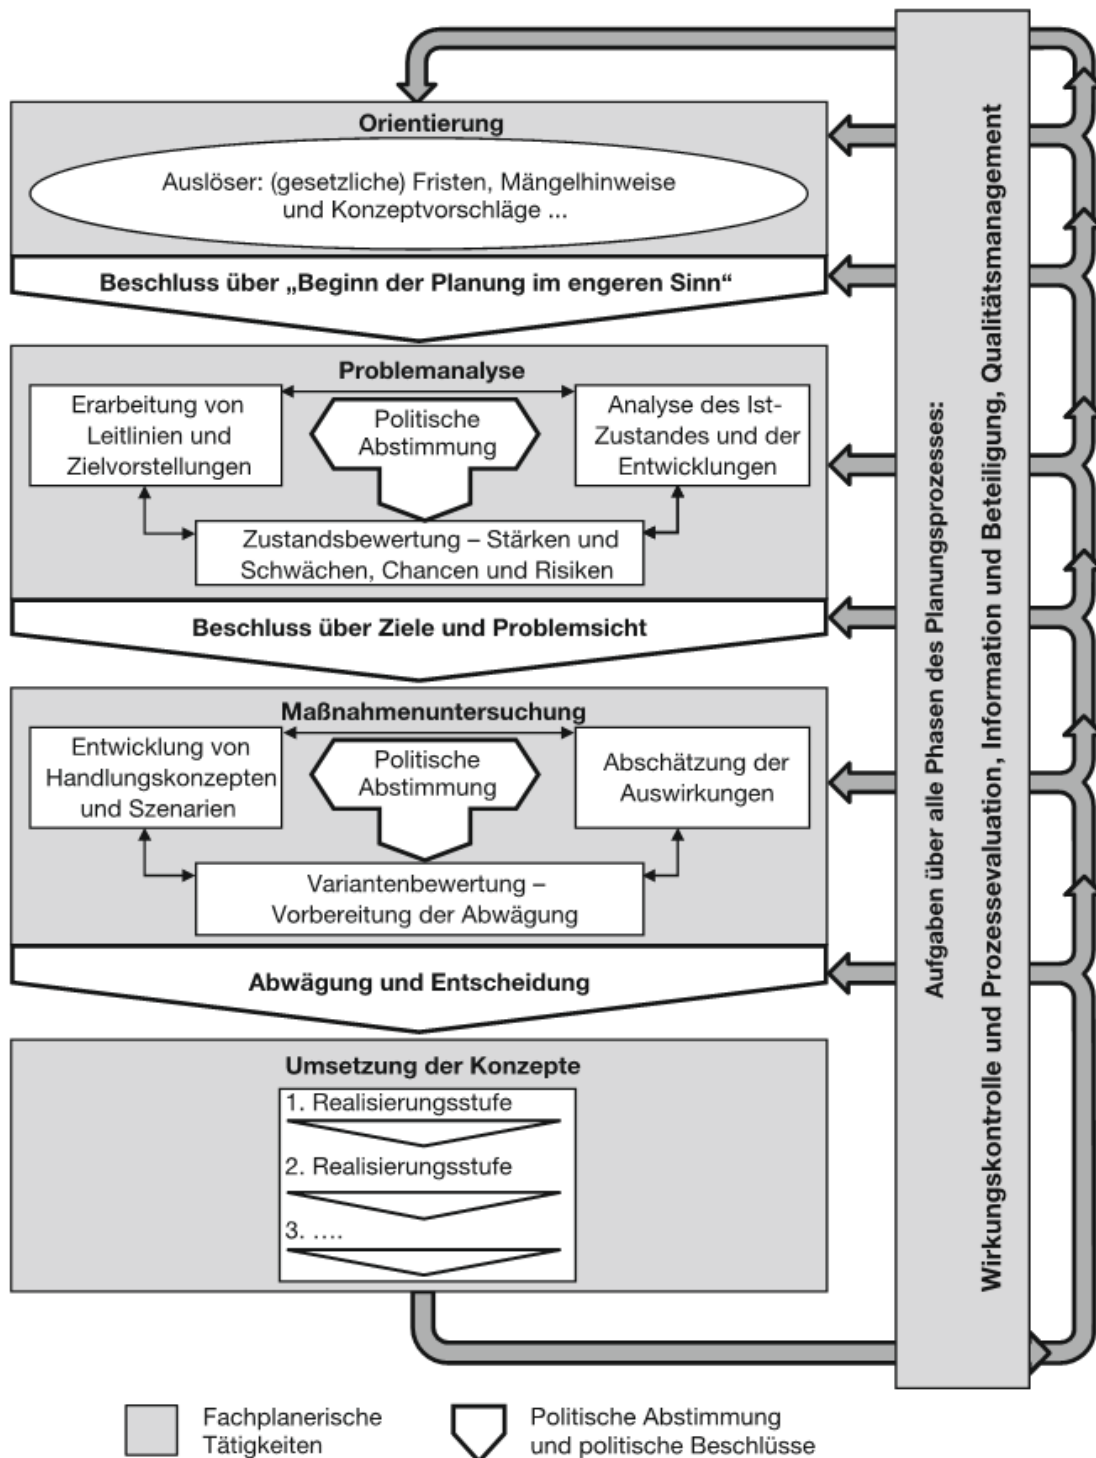 Orientierung
Auslöser: (gesetzliche) Fristen, Mängelhinweise
und Konzeptvorschläge ...
Beschluss über „Beginn der Planung im engeren Sinn“
Problemanalyse
Erarbeitung von
Leitlinien und
Zielvorstellungen
Politische
Abstimmung
Analyse des Ist-
Zustandes und der
Entwicklungen
Zustandsbewertung – Stärken und
Schwächen, Chancen und Risiken
Beschluss über Ziele und Problemsicht
Maßnahmenuntersuchung
Entwicklung von
Handlungskonzepten
und Szenarien
Politische
Abstimmung
Abschätzung der
Auswirkungen
Variantenbewertung –
Vorbereitung der Abwägung
Abwägung und Entscheidung
Umsetzung der Konzepte
1. Realisierungsstufe
2. Realisierungsstufe
3. ....
Aufgaben über alle Phasen des Planungsprozesses:
Wirkungskontrolle und Prozessevaluation, Information und Beteiligung, Qualitätsmanagement
Fachplanerische
Tätigkeiten
Politische Abstimmung
und politische Beschlüsse